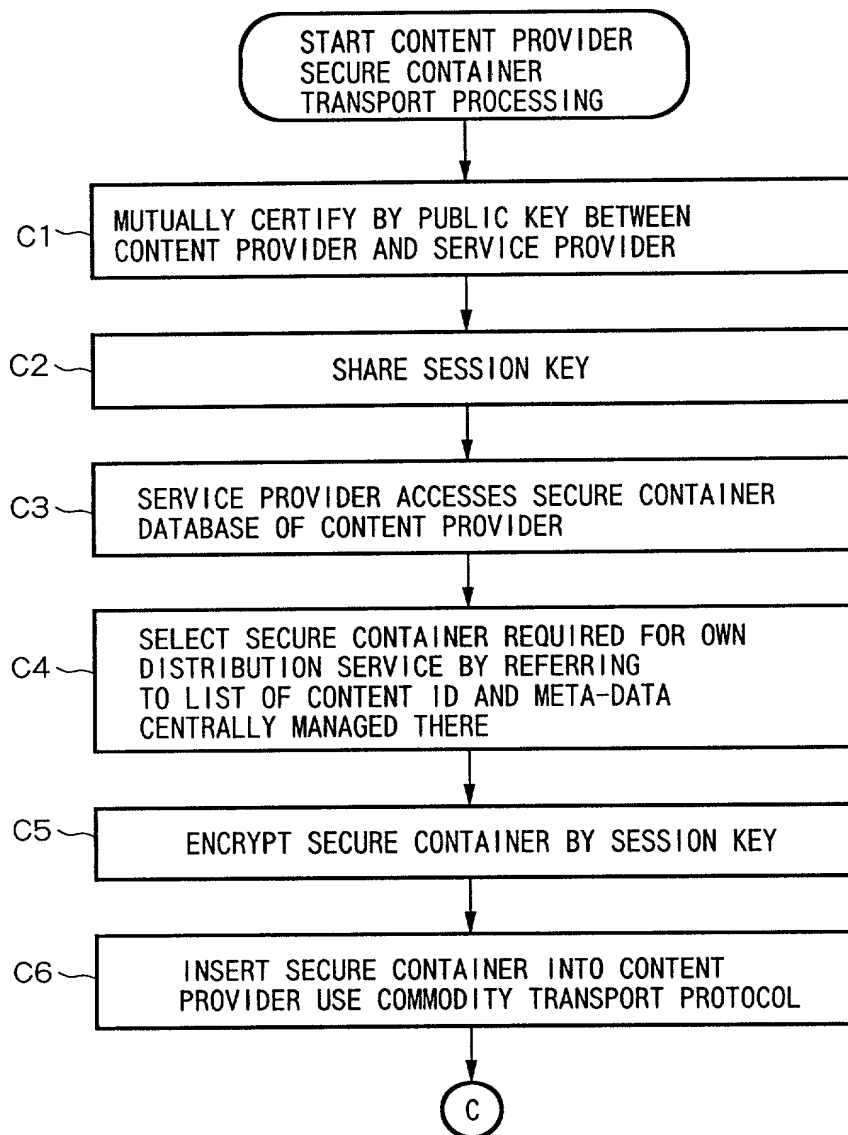 START CONTENT PROVIDER
SECURE CONTAINER
TRANSPORT PROCESSING
C1
MUTUALLY CERTIFY BY PUBLIC KEY BETWEEN
CONTENT PROVIDER AND SERVICE PROVIDER
C2
SHARE SESSION KEY
C3
SERVICE PROVIDER ACCESSES SECURE CONTAINER
DATABASE OF CONTENT PROVIDER
C4
SELECT SECURE CONTAINER REQUIRED FOR OWN
DISTRIBUTION SERVICE BY REFERRING
TO LIST OF CONTENT ID AND META-DATA
CENTRALLY MANAGED THERE
C5
ENCRYPT SECURE CONTAINER BY SESSION KEY
C6
INSERT SECURE CONTAINER INTO CONTENT
PROVIDER USE COMMODITY TRANSPORT PROTOCOL
C